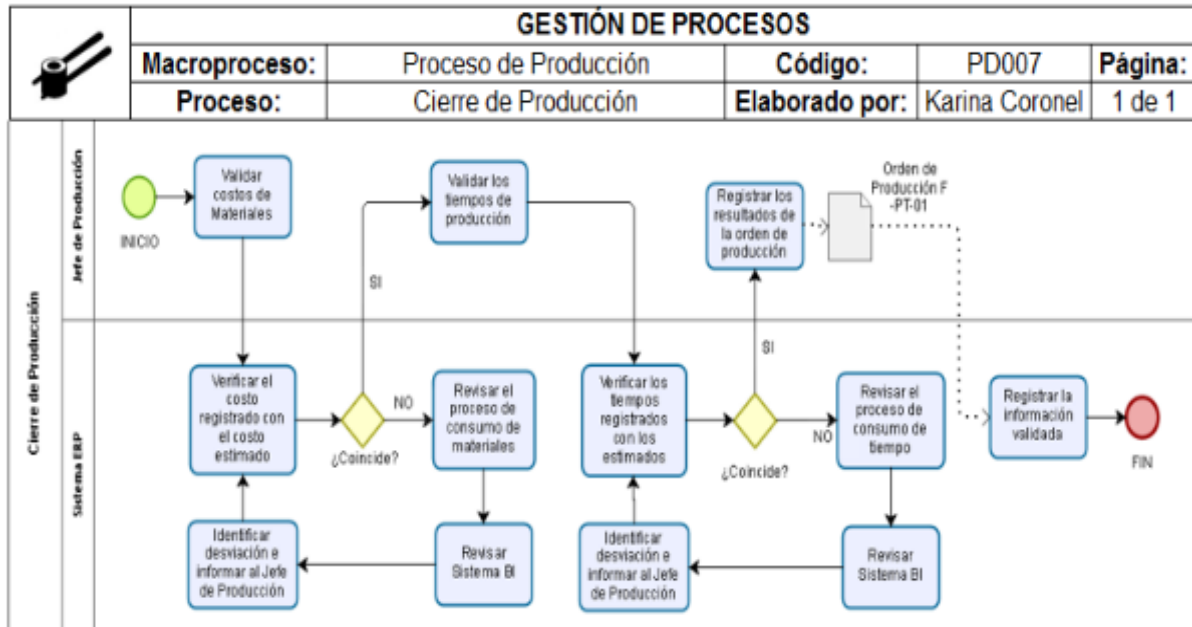 GESTIÓN DE PROCESOS
Macroproceso: Proceso de Producción Código: PD007 Página:
Proceso: Cierre de Producción Elaborado por: Karina Coronel 1 de 1
Cierre de Producción
Jefe de Producción
INICIO
Validar
costos de
Materiales
Validar los
tiempos de
producción
Registrar los
resultados de
la orden de
producción
Orden de
Producción F
-PT-01
SI
SI
Sistema ERP
Verificar el
costo
registrado con
el costo
estimado
¿Coincide?
NO
Revisar el
proceso de
consumo de
materiales
Verificar los
tiempos
registrados
con los
estimados
¿Coincide?
NO
Revisar el
proceso de
consumo de
tiempo
Registrar la
información
validada
FIN
Identificar
desviación e
informar al Jefe
de Producción
Revisar
Sistema BI
Identificar
desviación e
informar al Jefe
de Producción
Revisar
Sistema BI